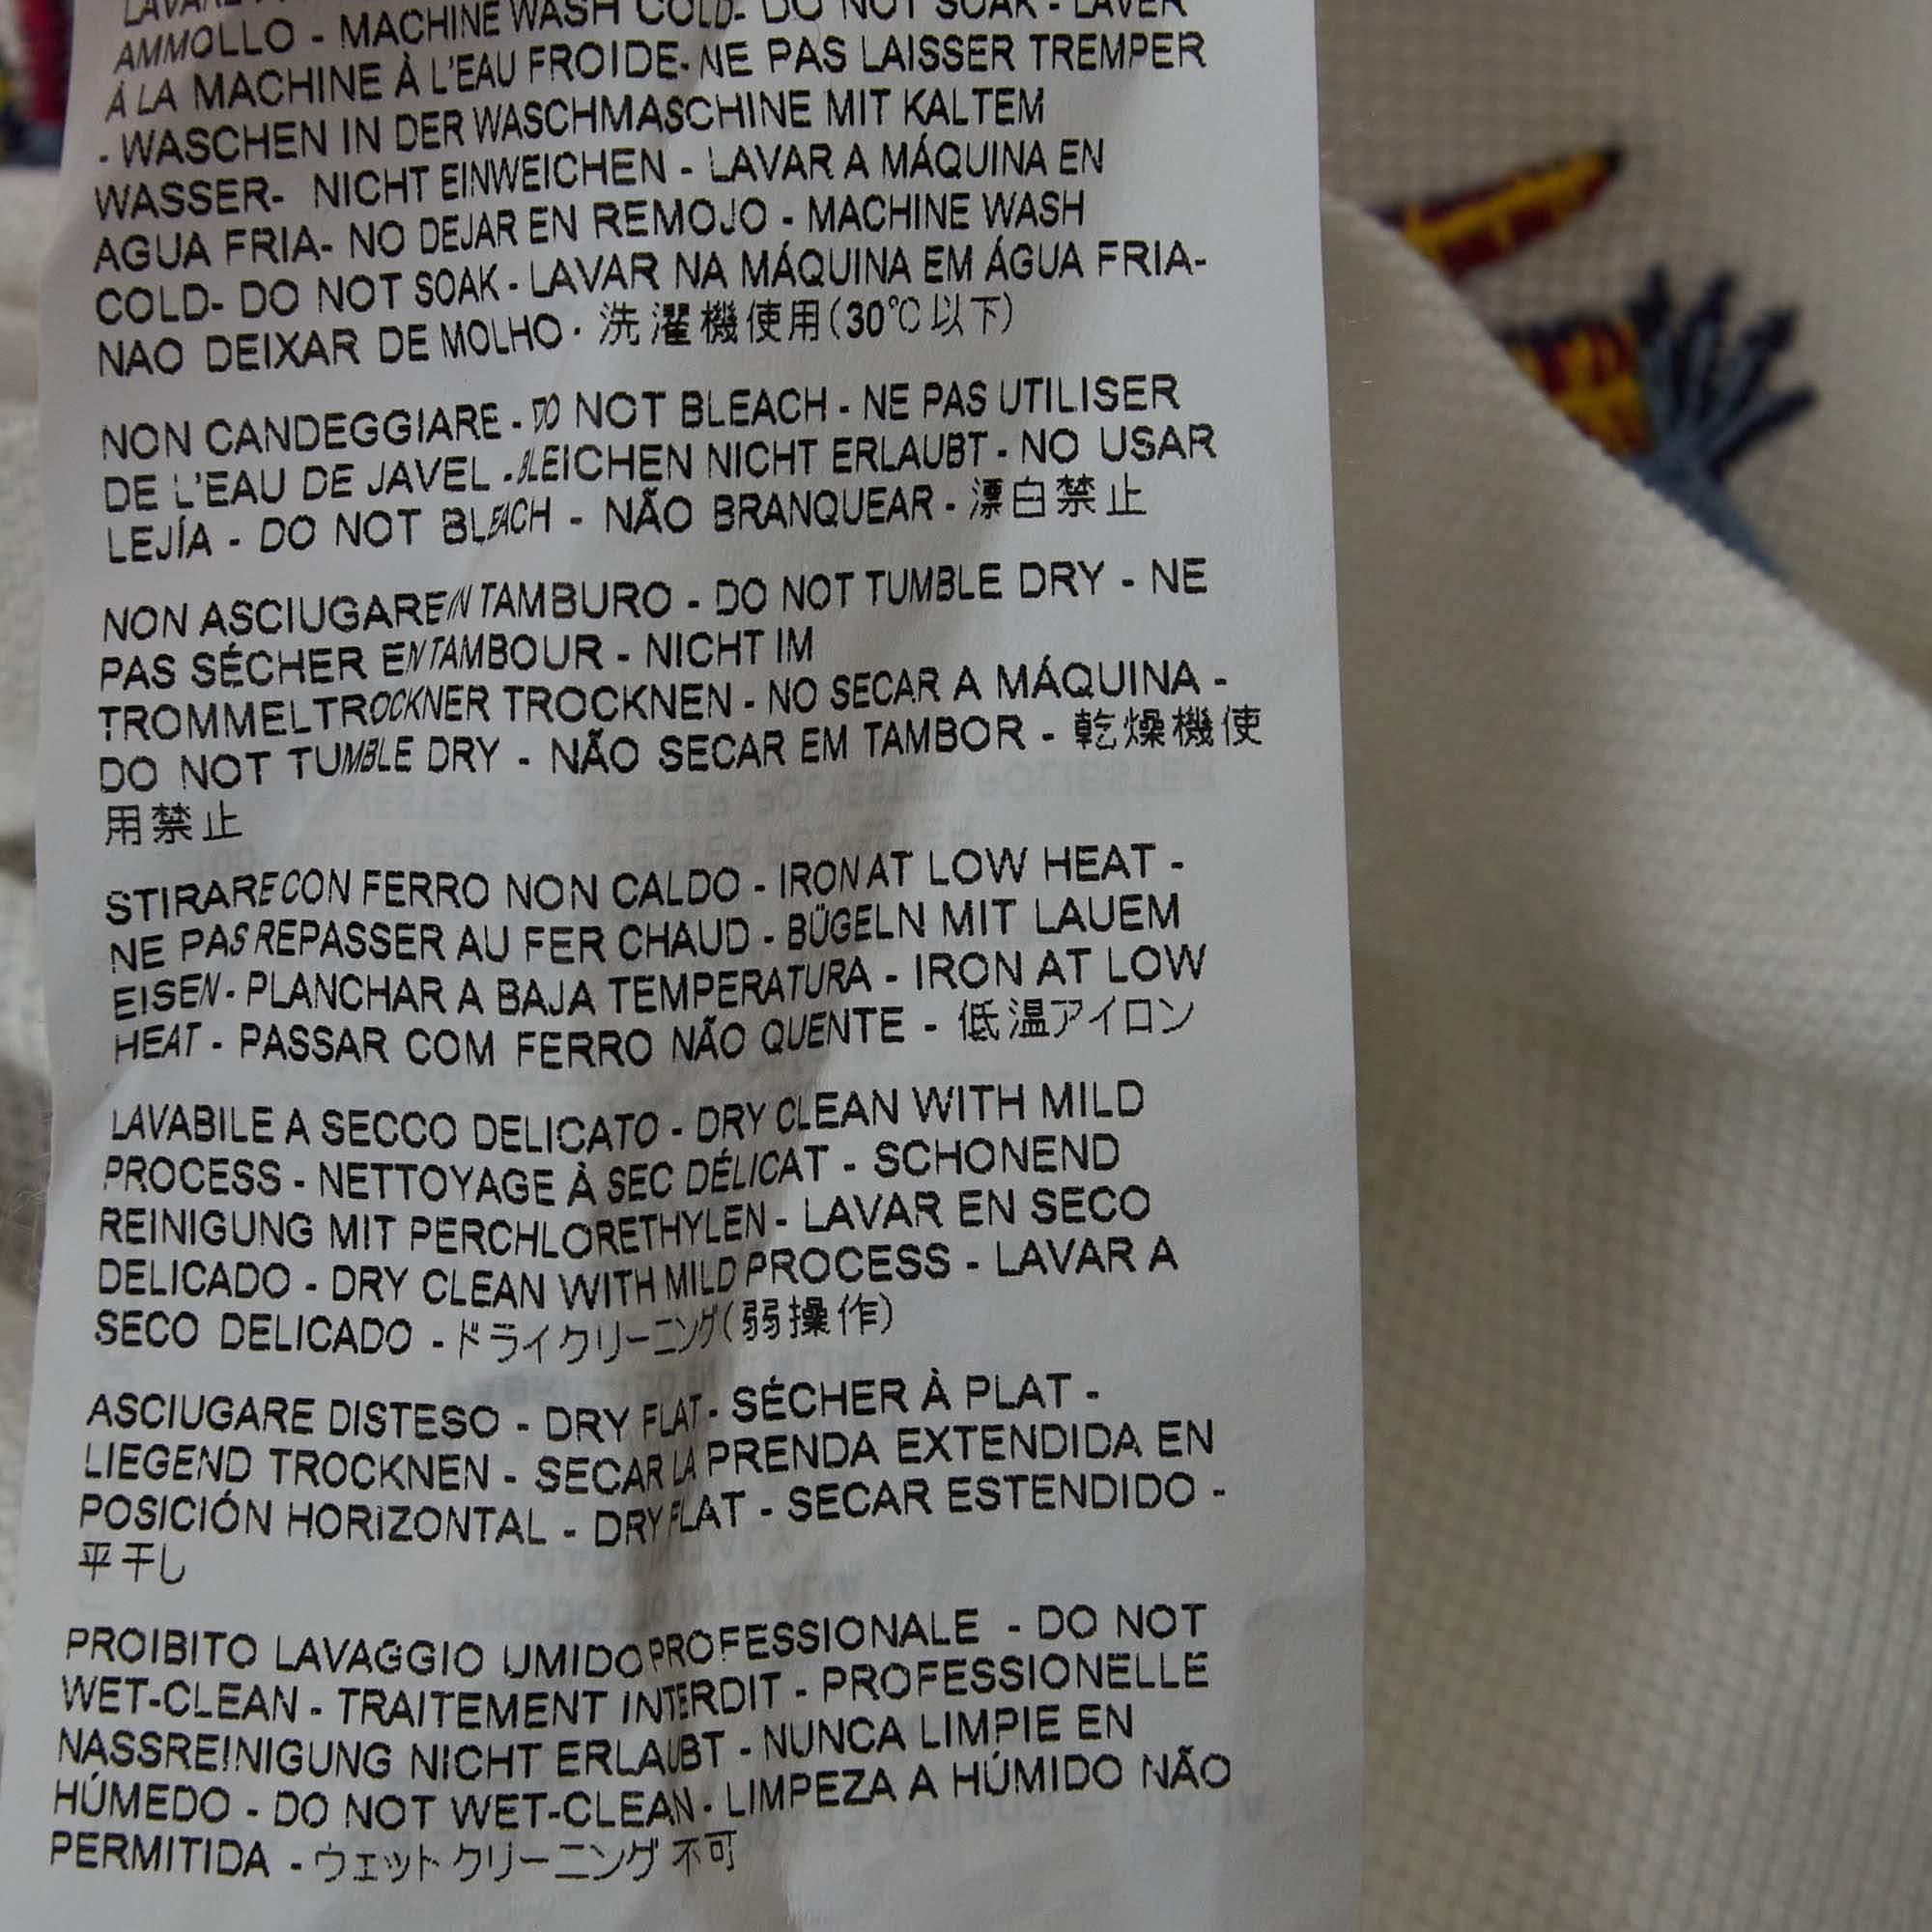 AMMOLLO - MACHINE WASH COLD- DO NOT SOAK - LAVER
À LA MACHINE À L'EAU FROIDE- NE PAS LAISSER TREMPER
- WASCHEN IN DER WASCHMASCHINE MIT KALTEM
WASSER- NICHT EINWEICHEN - LAVAR A MÁQUINA EN
AGUA FRIA- NO DEJAR EN REMOJO - MACHINE WASH
COLD- DO NOT SOAK - LAVAR NA MÁQUINA EM ÁGUA FRIA-
NAO DEIXAR DE MOLHO - 洗濯機使用(30℃以下)
NON CANDEGGIARE - DO NOT BLEACH - NE PAS UTILISER
DE L'EAU DE JAVEL - BLEICHEN NICHT ERLAUBT - NO USAR
LEJÍA - DO NOT BLEACH - NÃO BRANQUEAR - 漂白禁止
NON ASCIUGARE IN TAMBURO - DO NOT TUMBLE DRY - NE
PAS SÉCHER EN TAMBOUR - NICHT IM
TROMMELTROCKNER TROCKNEN - NO SECAR A MÁQUINA -
DO NOT TUMBLE DRY - NÃO SECAR EM TAMBOR - 乾燥機使
用禁止
STIRARE CON FERRO NON CALDO - IRON AT LOW HEAT -
NE PAS REPASSER AU FER CHAUD - BÜGELN MIT LAUEM
EISEN - PLANCHAR A BAJA TEMPERATURA - IRON AT LOW
HEAT - PASSAR COM FERRO NÃO QUENTE - 低温アイロン
LAVABILE A SECCO DELICATO - DRY CLEAN WITH MILD
PROCESS - NETTOYAGE À SEC DÉLICAT - SCHONEND
REINIGUNG MIT PERCHLORETHYLEN - LAVAR EN SECO
DELICADO - DRY CLEAN WITH MILD PROCESS - LAVAR A
SECO DELICADO - ドライクリーニング(弱操作)
ASCIUGARE DISTESO - DRY FLAT - SÉCHER À PLAT -
LIEGEND TROCKNEN - SECAR LA PRENDA EXTENDIDA EN
POSICIÓN HORIZONTAL - DRY FLAT - SECAR ESTENDIDO -
平干し
PROIBITO LAVAGGIO UMIDO PROFESSIONALE - DO NOT
WET-CLEAN - TRAITEMENT INTERDIT - PROFESSIONELLE
NASSREINIGUNG NICHT ERLAUBT - NUNCA LIMPIE EN
HÚMEDO - DO NOT WET-CLEAN - LIMPEZA A HÚMIDO NÃO
PERMITIDA - ウェットクリーニング不可